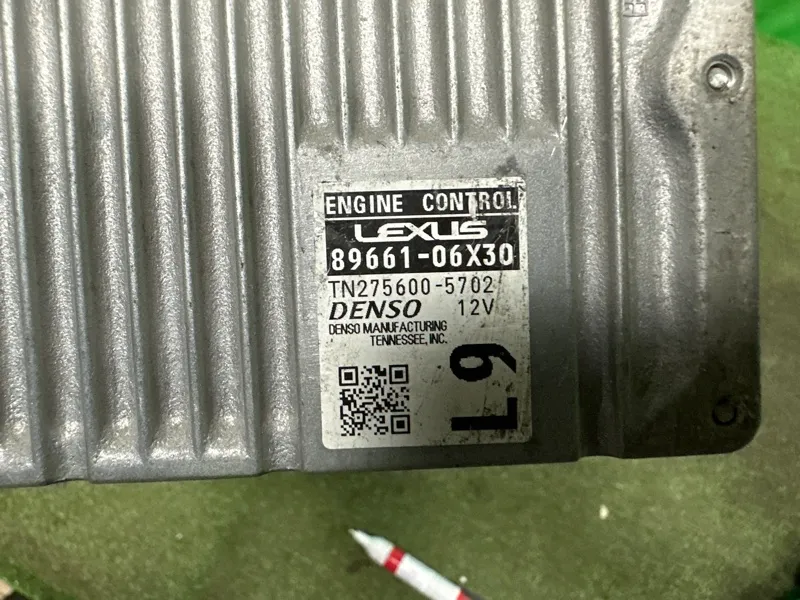 ENGINE CONTROL
LEXUS
89661-06X30
TN275600-5702
DENSO 12V
DENSO MANUFACTURING
TENNESSEE, INC.
L9